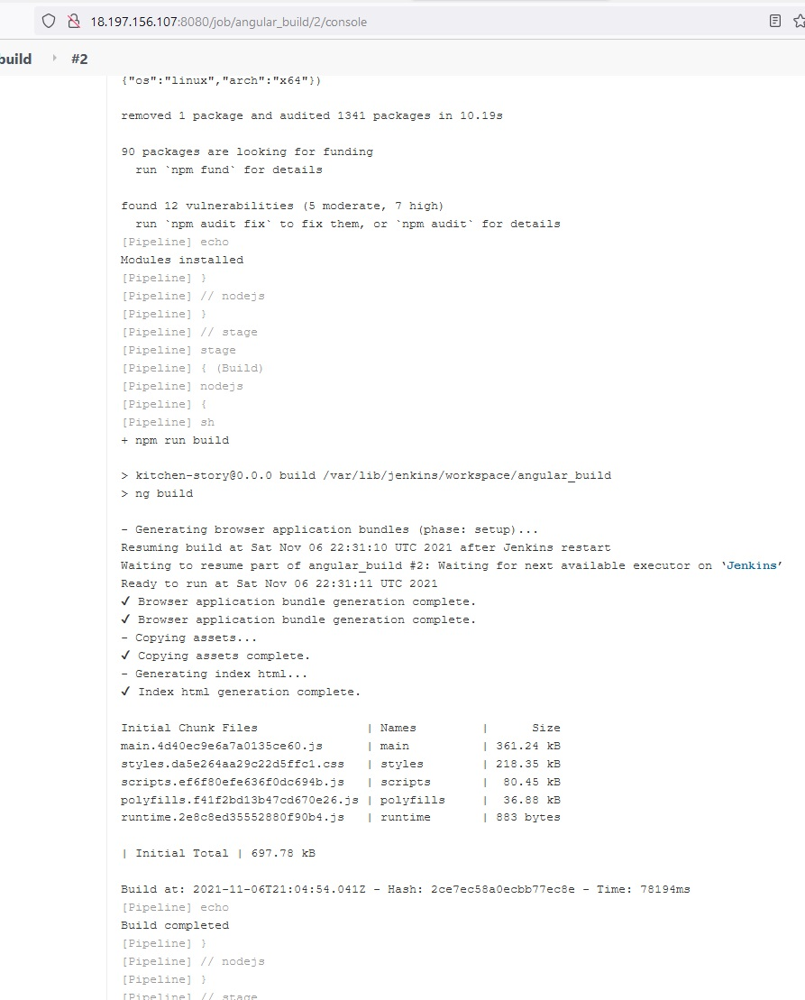 18.197.156.107:8080/job/angular_build/2/console
build #2
{"os":"linux","arch":"x64"})
removed 1 package and audited 1341 packages in 10.19s
90 packages are looking for funding
run `npm fund` for details
found 12 vulnerabilities (5 moderate, 7 high)
run `npm audit fix` to fix them, or `npm audit` for details
[Pipeline] echo
Modules installed
[Pipeline] }
[Pipeline] // nodejs
[Pipeline] }
[Pipeline] // stage
[Pipeline] stage
[Pipeline] { (Build)
[Pipeline] nodejs
[Pipeline] {
[Pipeline] sh
+ npm run build
> kitchen-story@0.0.0 build /var/lib/jenkins/workspace/angular_build
> ng build
- Generating browser application bundles (phase: setup)...
Resuming build at Sat Nov 06 22:31:10 UTC 2021 after Jenkins restart
Waiting to resume part of angular_build #2: Waiting for next available executor on ‘Jenkins’
Ready to run at Sat Nov 06 22:31:11 UTC 2021
✓ Browser application bundle generation complete.
✓ Browser application bundle generation complete.
- Copying assets...
✓ Copying assets complete.
- Generating index html...
✓ Index html generation complete.
Initial Chunk Files | Names | Size
main.4d40ec9e6a7a0135ce60.js | main | 361.24 kB
styles.da5e264aa29c22d5ffc1.css | styles | 218.35 kB
scripts.ef6f80efe636f0dc694b.js | scripts | 80.45 kB
polyfills.f41f2bd13b47cd670e26.js | polyfills | 36.88 kB
runtime.2e8c8ed35552880f90b4.js | runtime | 883 bytes
| Initial Total | 697.78 kB
Build at: 2021-11-06T21:04:54.041Z - Hash: 2ce7ec58a0ecbb77ec8e - Time: 78194ms
[Pipeline] echo
Build completed
[Pipeline] }
[Pipeline] // nodejs
[Pipeline] }
[Pipeline] // stage